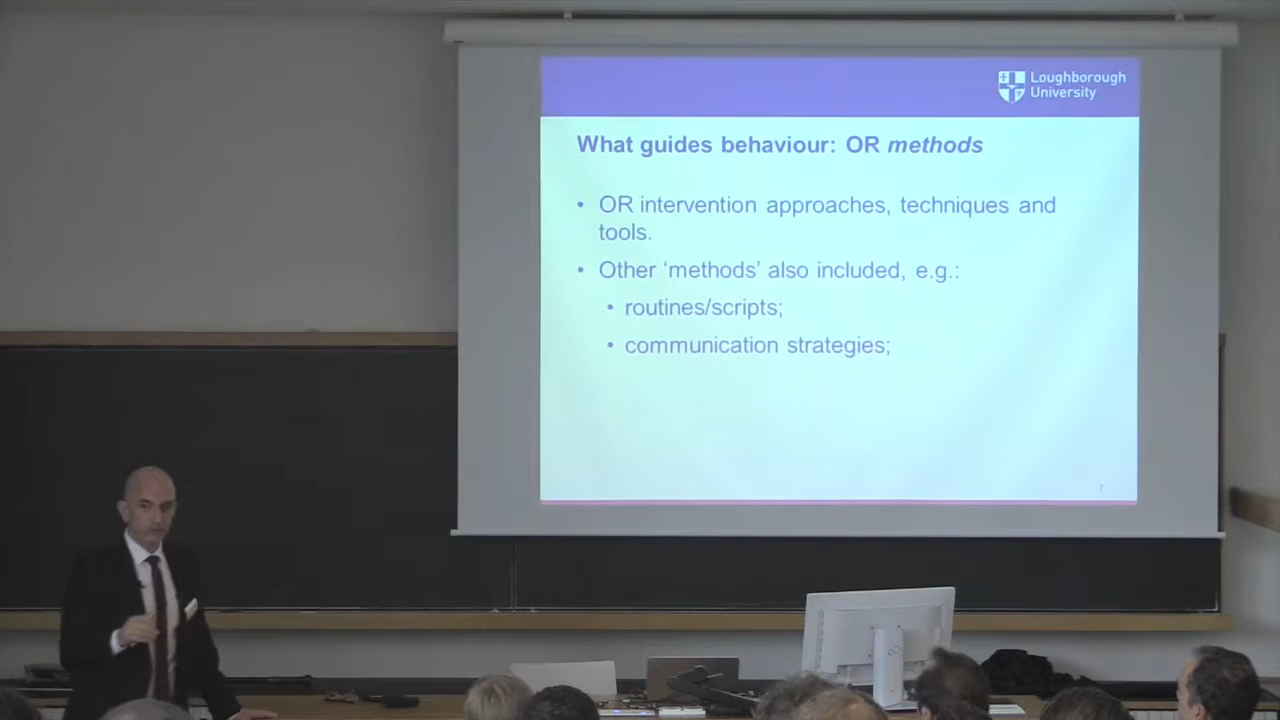 Loughborough
University
What guides behaviour: OR methods
• OR intervention approaches, techniques and
tools.
• Other ‘methods’ also included, e.g.:
• routines/scripts;
• communication strategies;
7